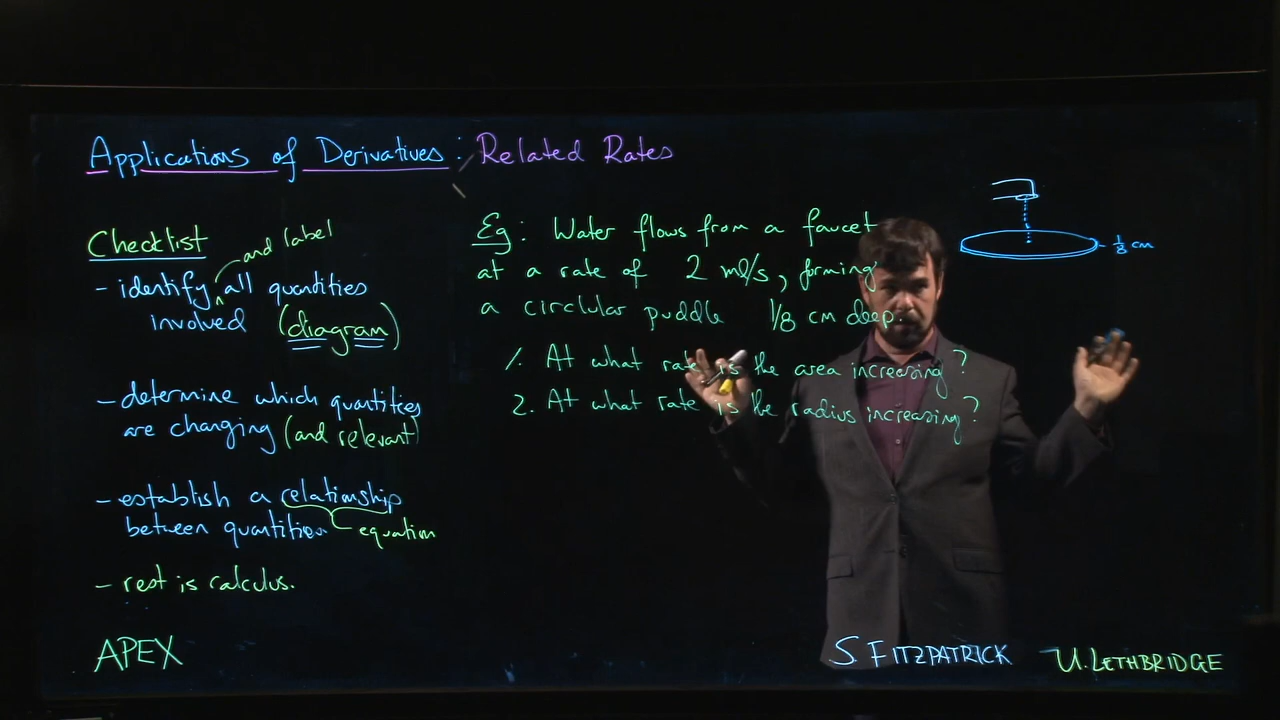 Applications of Derivatives: Related Rates
Checklist
and label
- identify all quantities
involved (diagram)
- determine which quantities
are changing (and relevant)
- establish a relationship
between quantities
equation
- rest is calculus.
Eg: Water flows from a faucet
at a rate of 2 ml/s, forming
a circlular puddle 1/8 cm deep.
1. At what rate is the area increasing?
2. At what rate is the radius increasing?
1/8 cm
APEX
S. FITZPATRICK
U. LETHBRIDGE